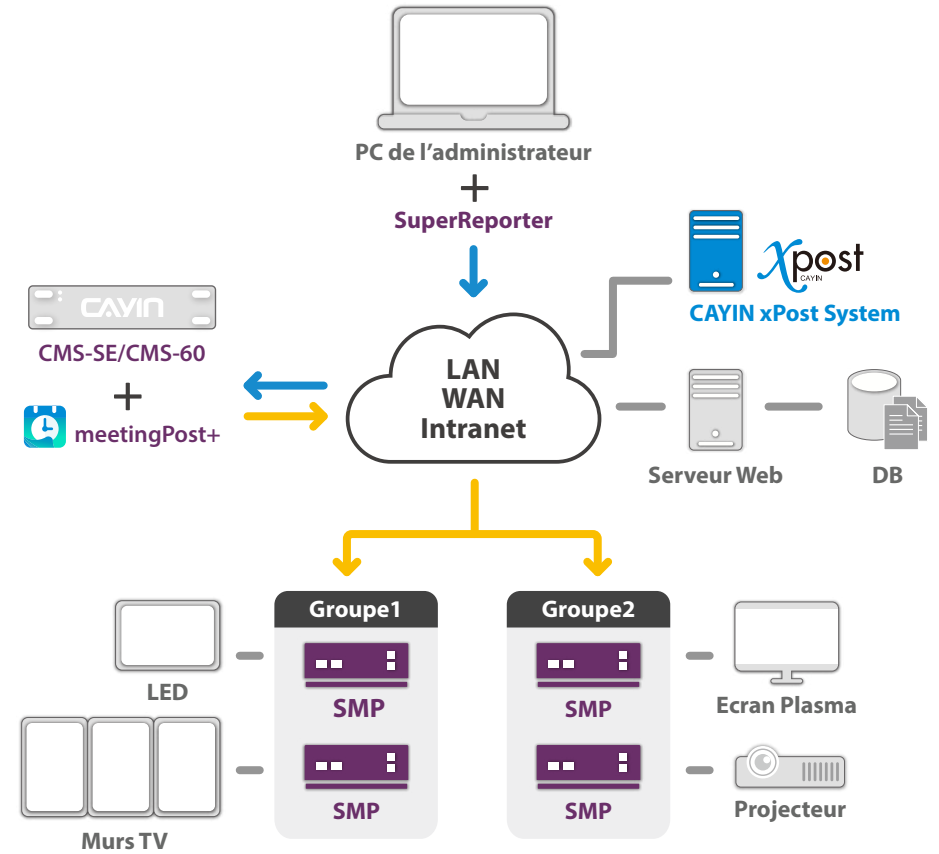 PC de l’administrateur
+
SuperReporter
Xpost
CAYIN
CAYIN xPost System
CAYIN
CMS-SE/CMS-60
+
meetingPost+
LAN
WAN
Intranet
Serveur Web
DB
Groupe1
Groupe2
LED
SMP
SMP
Ecran Plasma
SMP
SMP
Projecteur
Murs TV